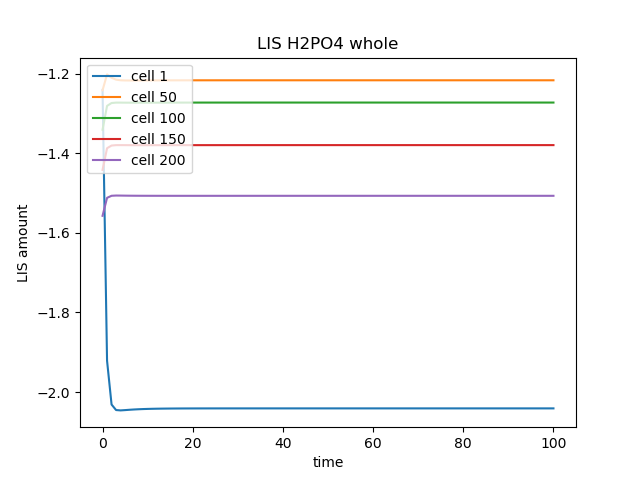 LIS H2PO4 whole
cell 1
cell 50
cell 100
cell 150
cell 200
LIS amount
−1.2
−1.4
−1.6
−1.8
−2.0
0
20
40
60
80
100
time